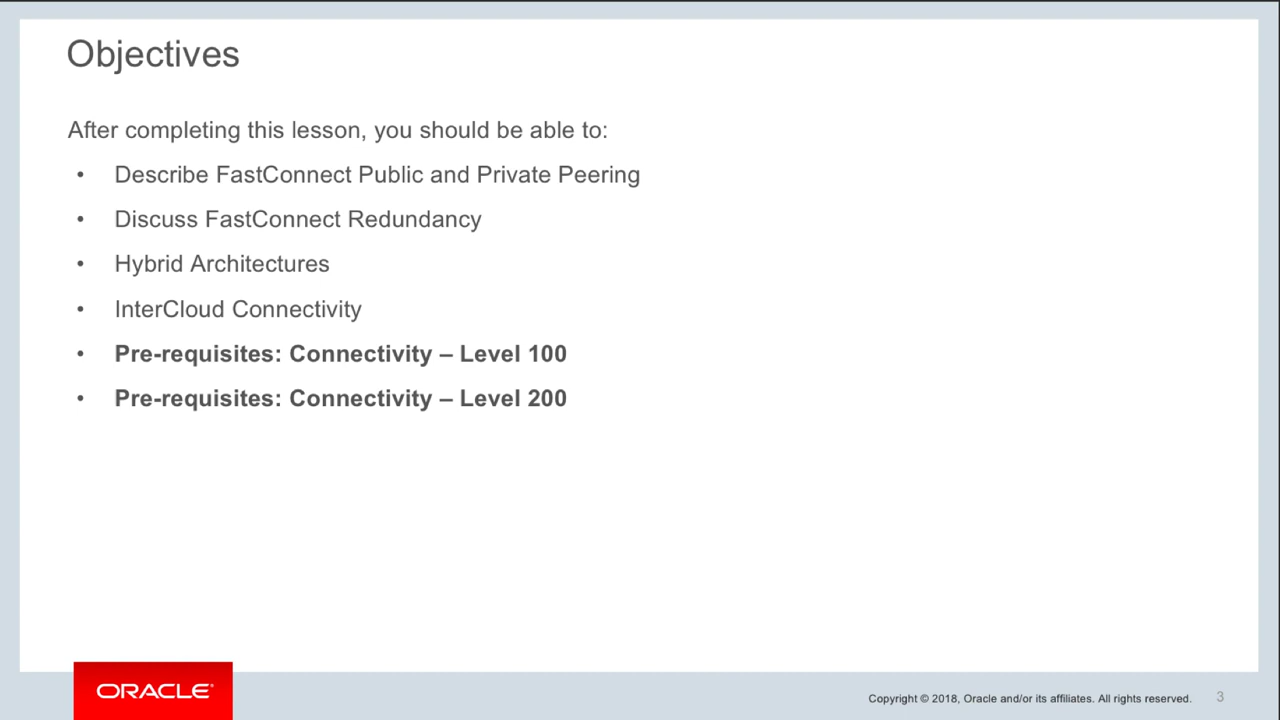 Objectives
After completing this lesson, you should be able to:
• Describe FastConnect Public and Private Peering
• Discuss FastConnect Redundancy
• Hybrid Architectures
• InterCloud Connectivity
• Pre-requisites: Connectivity – Level 100
• Pre-requisites: Connectivity – Level 200
ORACLE®
Copyright © 2018, Oracle and/or its affiliates. All rights reserved. 3